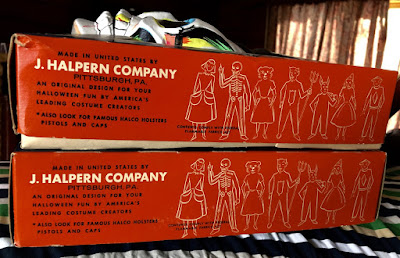 MADE IN UNITED STATES BY
J. HALPERN COMPANY
PITTSBURGH, PA.
AN ORIGINAL DESIGN FOR YOUR
HALLOWEEN FUN BY AMERICA'S
LEADING COSTUME CREATORS
*ALSO LOOK FOR FAMOUS HALCO HOLSTERS
PISTOLS AND CAPS
MADE IN UNITED STATES BY
J. HALPERN COMPANY
PITTSBURGH, PA.
AN ORIGINAL DESIGN FOR YOUR
HALLOWEEN FUN BY AMERICA'S
LEADING COSTUME CREATORS
*ALSO LOOK FOR FAMOUS HALCO HOLSTERS
PISTOLS AND CAPS